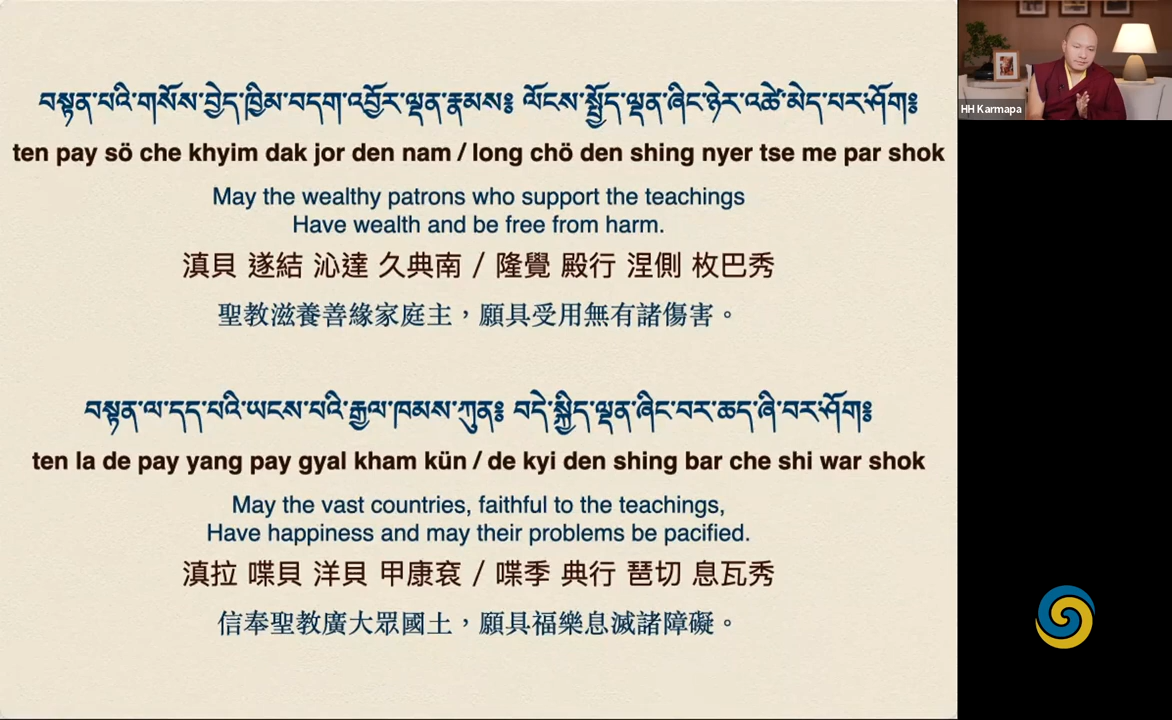 བསྟན་པའི་གསོས་བྱེད་ཁྱིམ་བདག་འབྱོར་ལྡན་རྣམས༔ ལོངས་སྤྱོད་ལྡན་ཞིང་ཉེར་འཚེ་མེད་པར་ཤོག༔
ten pay sö che khyim dak jor den nam / long chö den shing nyer tse me par shok
May the wealthy patrons who support the teachings
Have wealth and be free from harm.
滇貝 遂結 沁達 久典南 / 隆覺 殿行 涅側 枚巴秀
聖教滋養善緣家庭主，願具受用無有諸傷害。
བསྟན་ལ་དད་པའི་ཡངས་པའི་རྒྱལ་ཁམས་ཀུན༔ བདེ་སྐྱིད་ལྡན་ཞིང་བར་ཆད་ཞི་བར་ཤོག༔
ten la de pay yang pay gyal kham kün / de kyi den shing bar che shi war shok
May the vast countries, faithful to the teachings,
Have happiness and may their problems be pacified.
滇拉 喋貝 洋貝 甲康袞 / 喋季 典行 琶切 息瓦秀
信奉聖教廣大眾國土，願具福樂息滅諸障礙。
HH Karmapa